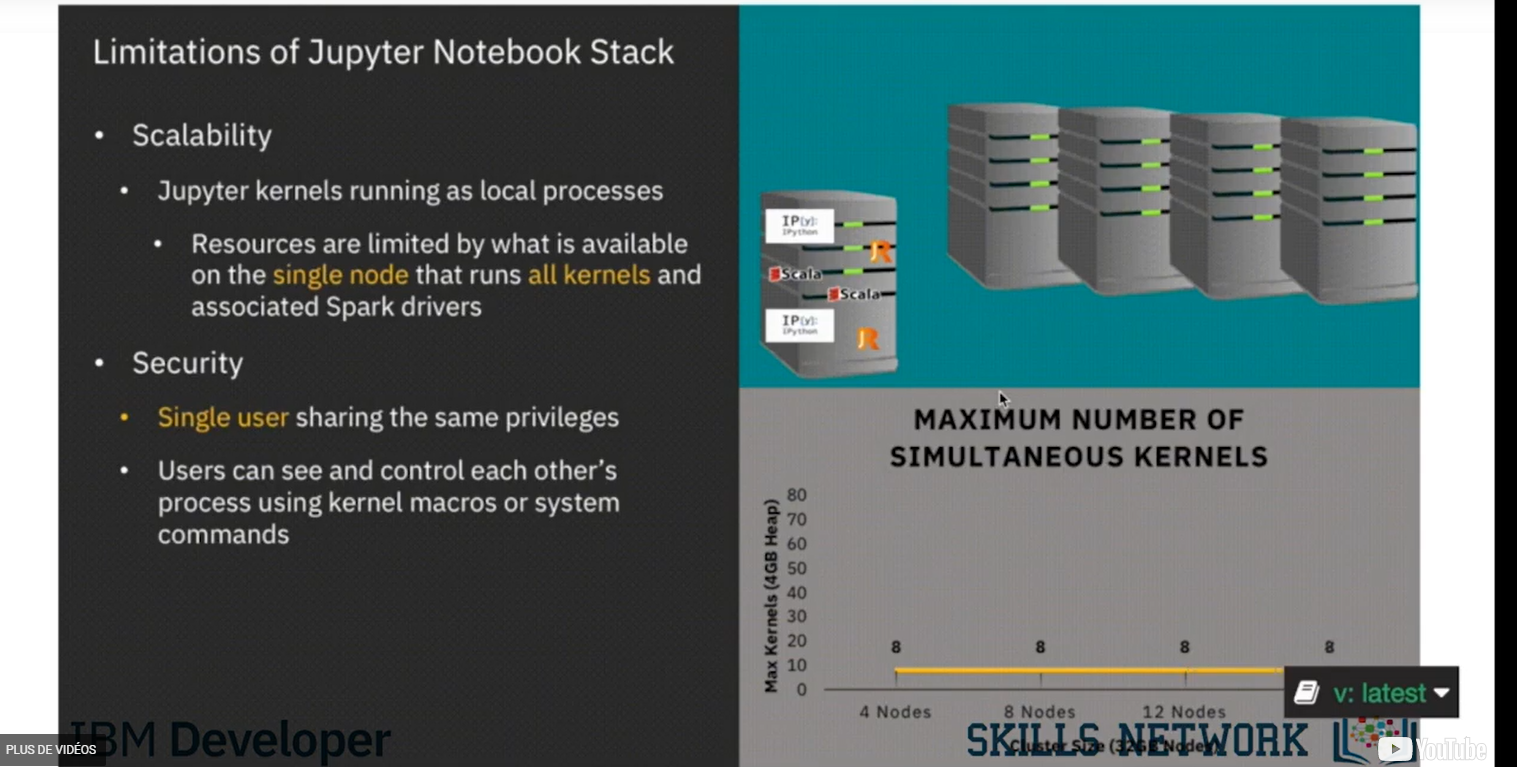 Limitations of Jupyter Notebook Stack
• Scalability
• Jupyter kernels running as local processes
• Resources are limited by what is available
on the single node that runs all kernels and
associated Spark drivers
• Security
• Single user sharing the same privileges
• Users can see and control each other's
process using kernel macros or system
commands
IP[y]:
IPython
R
Scala
Scala
IP[y]:
IPython
R
MAXIMUM NUMBER OF
SIMULTANEOUS KERNELS
Max Kernels (4GB Heap)
80
70
60
50
40
30
20
10
0
8 8 8 8
4 Nodes 8 Nodes 12 Nodes
Cluster Size (32GB Nodes)
v: latest
IBM Developer
SKILLS NETWORK
PLUS DE VIDÉOS
YouTube